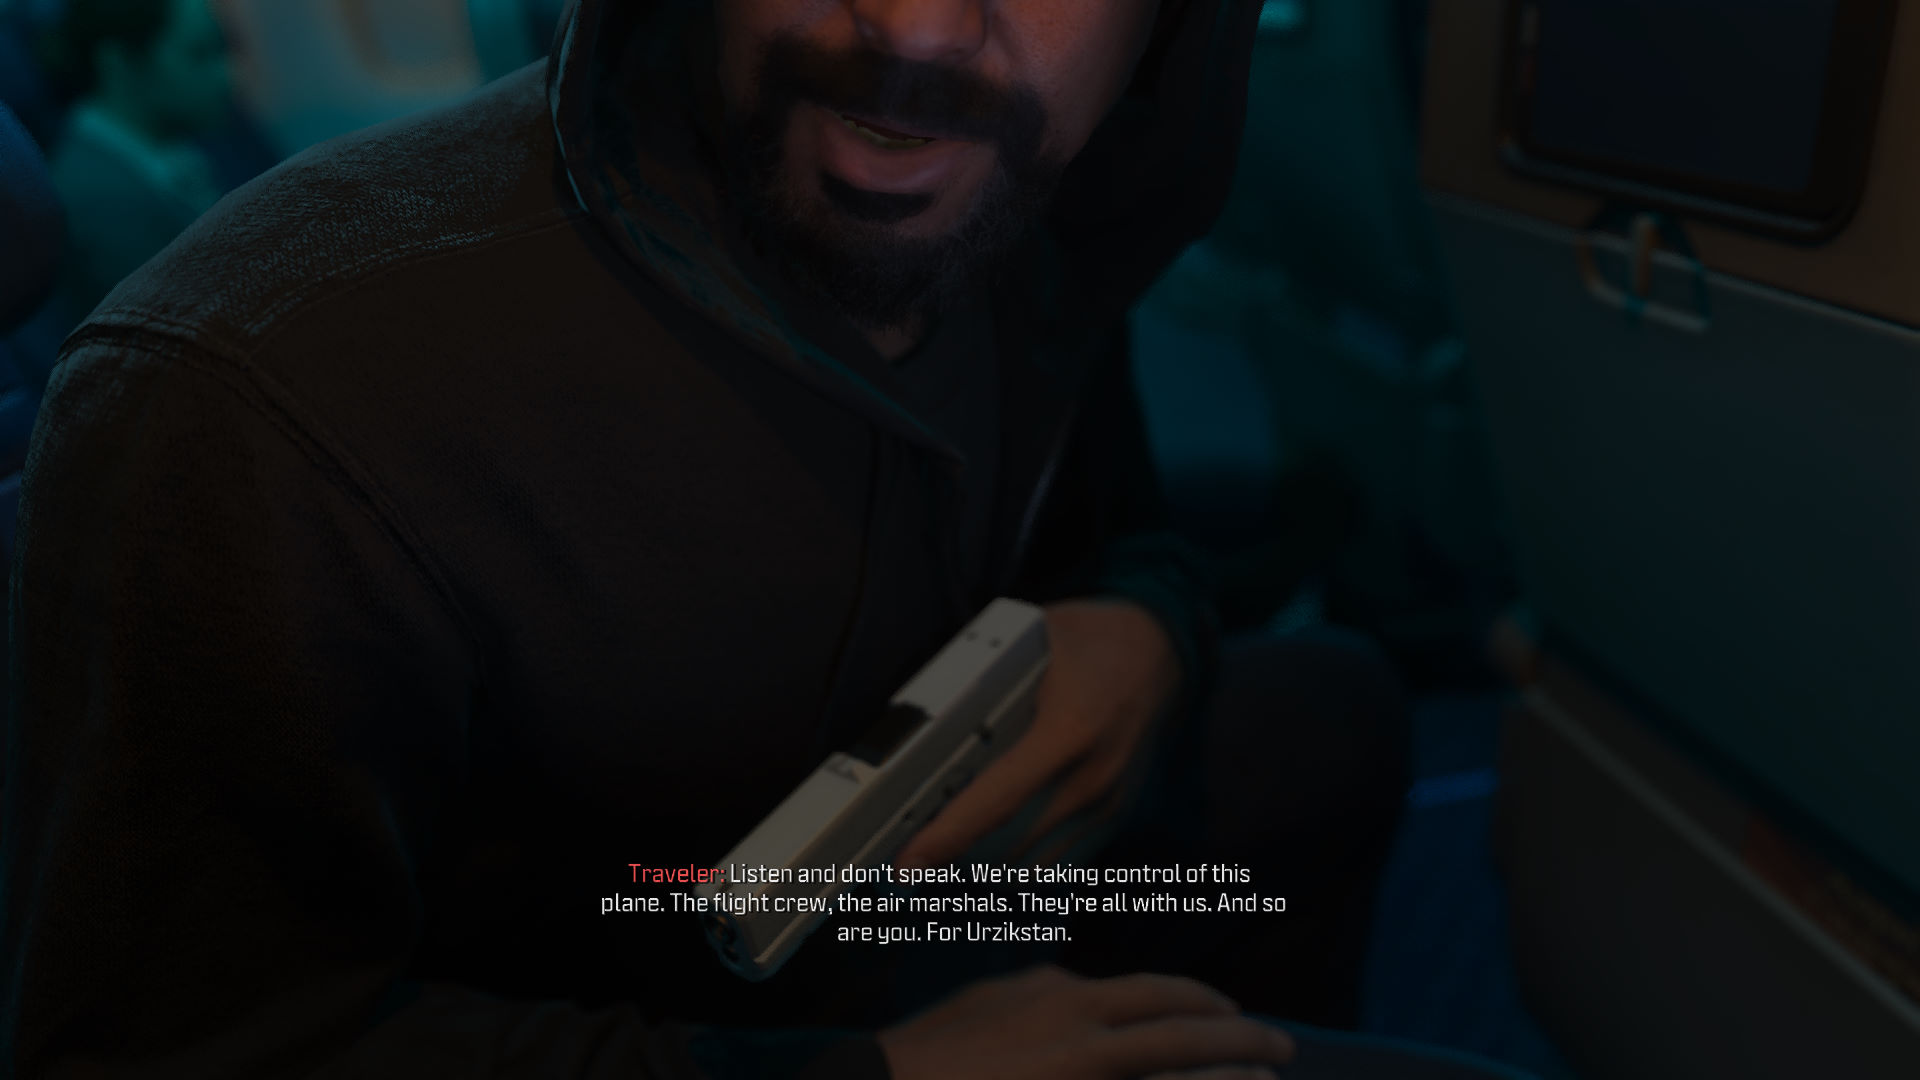 Traveler: Listen and don't speak. We're taking control of this
plane. The flight crew, the air marshals. They're all with us. And so
are you. For Urzikstan.